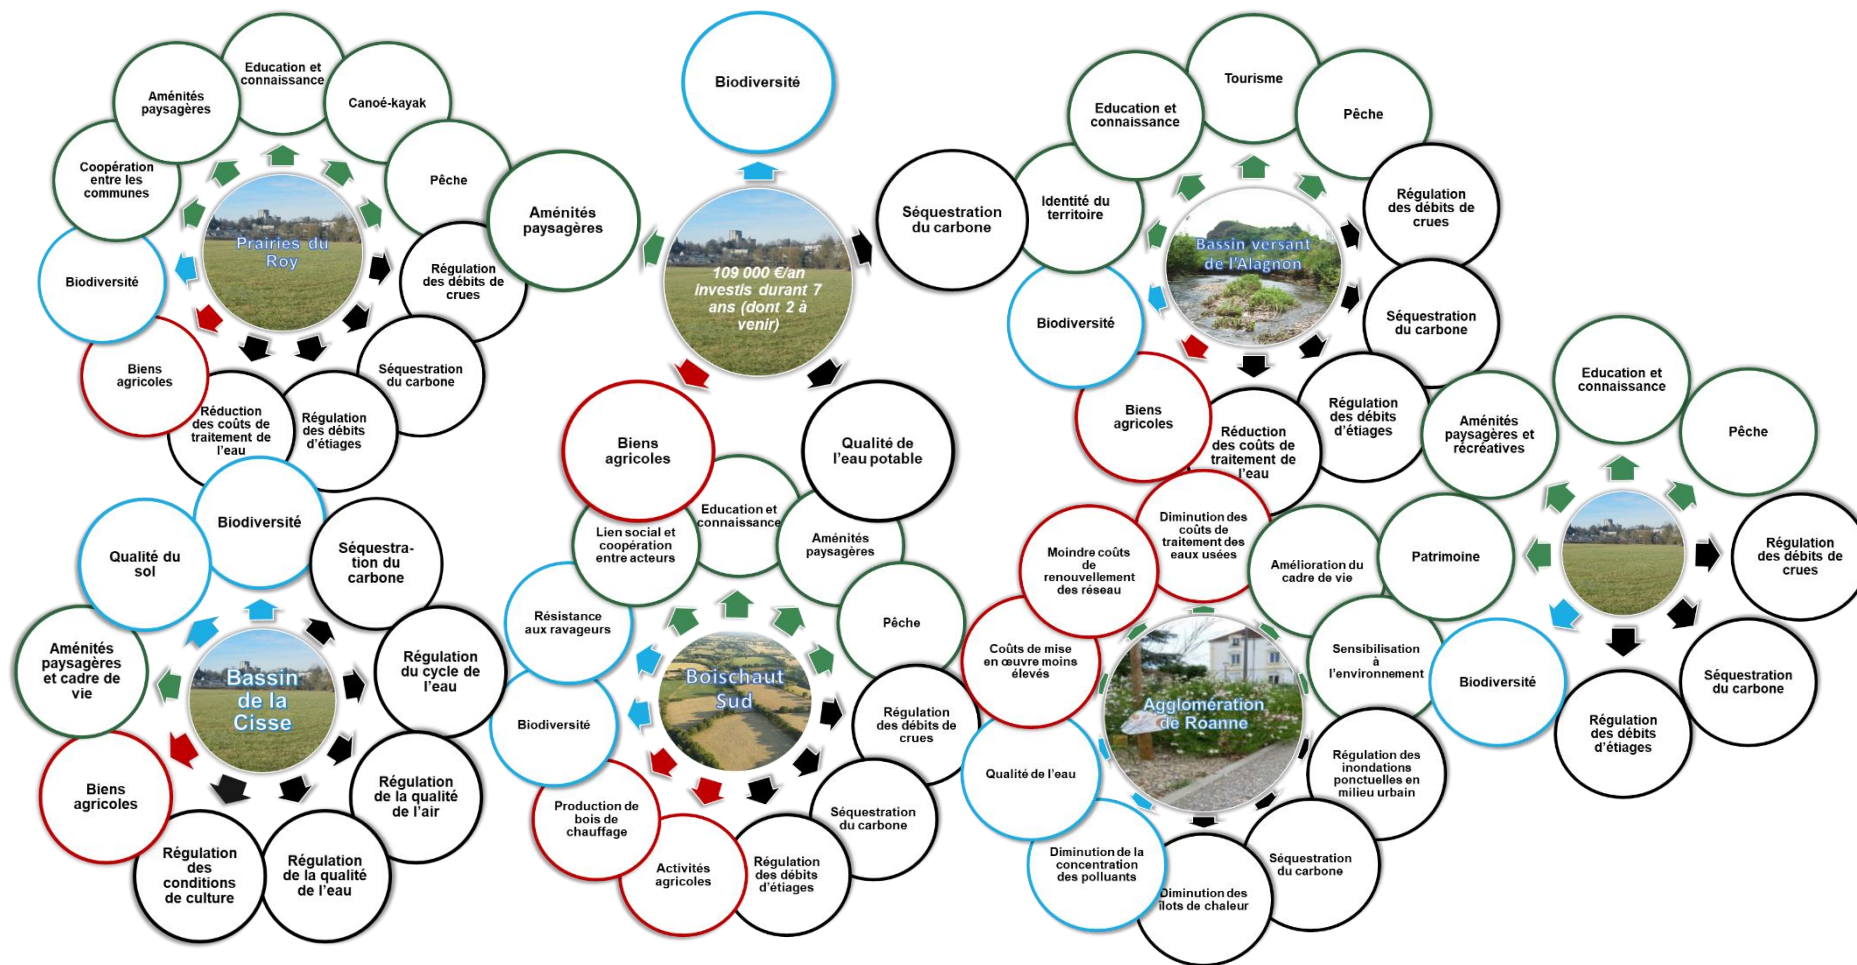 Education et
connaissance
Aménités
paysagères
Canoé-kayak
Coopération
entre les
communes
Pêche
Prairies du
Roy
Biodiversité
Régulation
des débits de
crues
Biens
agricoles
Séquestration
du carbone
Réduction
des coûts de
traitement de
l'eau
Régulation
des débits
d'étiages
Biodiversité
Aménités
paysagères
Séquestration
du carbone
109 000 €/an
investis durant 7
ans (dont 2 à
venir)
Biens
agricoles
Qualité de
l'eau potable
Tourisme
Education et
connaissance
Pêche
Identité du
territoire
Régulation
des débits de
crues
Bassin versant
de l'Alagnon
Biodiversité
Séquestration
du carbone
Biens
agricoles
Régulation
des débits
d'étiages
Réduction
des coûts de
traitement de
l'eau
Education et
connaissance
Aménités
paysagères et
récréatives
Pêche
Patrimoine
Régulation
des débits de
crues
Biodiversité
Séquestration
du carbone
Régulation
des débits
d'étiages
Biodiversité
Qualité du
sol
Séquestra-
tion du
carbone
Aménités
paysagères et
cadre de
vie
Régulation
du cycle de
l'eau
Bassin
de la
Cisse
Biens
agricoles
Régulation
de la qualité
de l'air
Régulation
des
conditions
de culture
Régulation
de la qualité
de l'eau
Education et
connaissance
Lien social et
coopération
entre acteurs
Aménités
paysagères
Résistance
aux ravageurs
Pêche
Boischaut
Sud
Biodiversité
Régulation
des débits de
crues
Production de
bois de
chauffage
Séquestration
du carbone
Activités
agricoles
Régulation
des débits
d'étiages
Diminution des
coûts de
traitement des
eaux usées
Moindre coûts
de
renouvellement
des réseau
Amélioration du
cadre de vie
Coûts de mise
en œuvre moins
élevés
Sensibilisation
à
l'environnement
Agglomération
de Roanne
Qualité de l'eau
Régulation des
inondations
ponctuelles en
milieu urbain
Diminution de la
concentration
des polluants
Séquestration
du carbone
Diminution des
îlots de chaleur